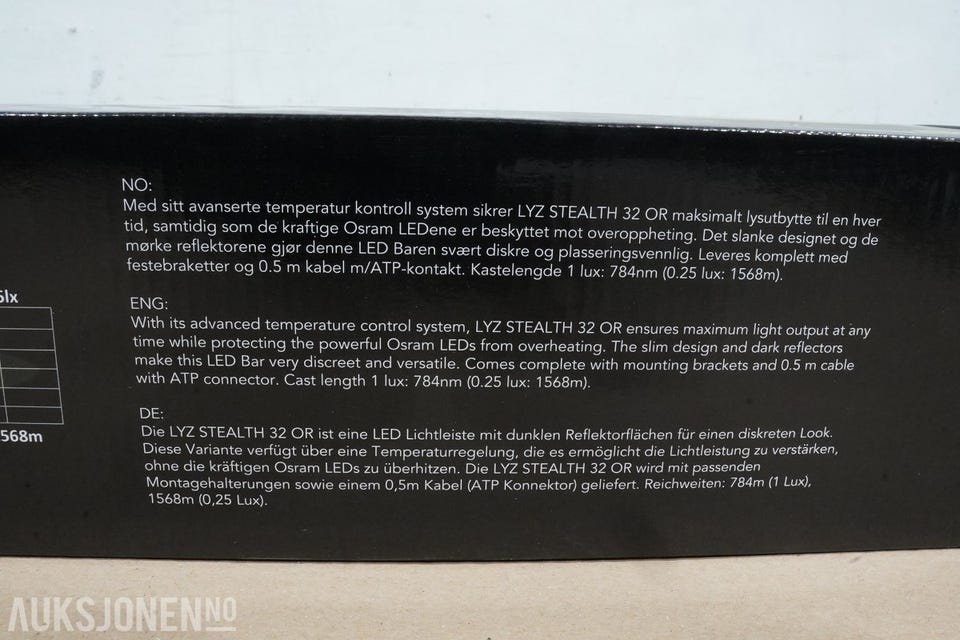 NO:
Med sitt avanserte temperatur kontroll system sikrer LYZ STEALTH 32 OR maksimalt lysutbytte til en hver
tid, samtidig som de kraftige Osram LEDene er beskyttet mot overoppheting. Det slanke designet og de
mørke reflektorene gjør denne LED Baren svært diskre og plasseringsvennlig. Leveres komplett med
festebraketter og 0.5 m kabel m/ATP-kontakt. Kastelengde 1 lux: 784nm (0.25 lux: 1568m).
5lx
568m
ENG:
With its advanced temperature control system, LYZ STEALTH 32 OR ensures maximum light output at any
time while protecting the powerful Osram LEDs from overheating. The slim design and dark reflectors
make this LED Bar very discreet and versatile. Comes complete with mounting brackets and 0.5 m cable
with ATP connector. Cast length 1 lux: 784nm (0.25 lux: 1568m).
DE:
Die LYZ STEALTH 32 OR ist eine LED Lichtleiste mit dunklen Reflektorflächen für einen diskreten Look.
Diese Variante verfügt über eine Temperaturregelung, die es ermöglicht die Lichtleistung zu verstärken,
ohne die kräftigen Osram LEDs zu überhitzen. Die LYZ STEALTH 32 OR wird mit passenden
Montagehalterungen sowie einem 0,5m Kabel (ATP Konnektor) geliefert. Reichweiten: 784m (1 Lux),
1568m (0,25 Lux).
AUKSJONEN NO